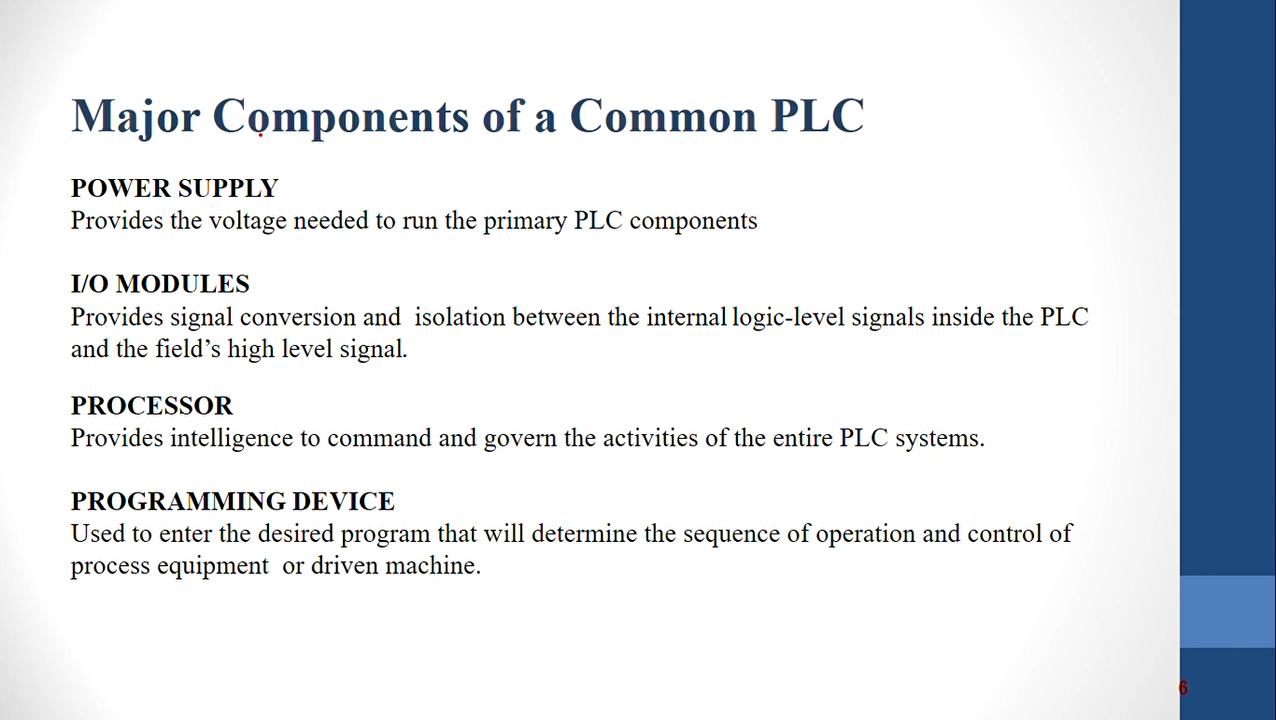 Major Components of a Common PLC
POWER SUPPLY
Provides the voltage needed to run the primary PLC components
I/O MODULES
Provides signal conversion and  isolation between the internal logic-level signals inside the PLC
and the field’s high level signal.
PROCESSOR
Provides intelligence to command and govern the activities of the entire PLC systems.
PROGRAMMING DEVICE
Used to enter the desired program that will determine the sequence of operation and control of
process equipment  or driven machine.
6